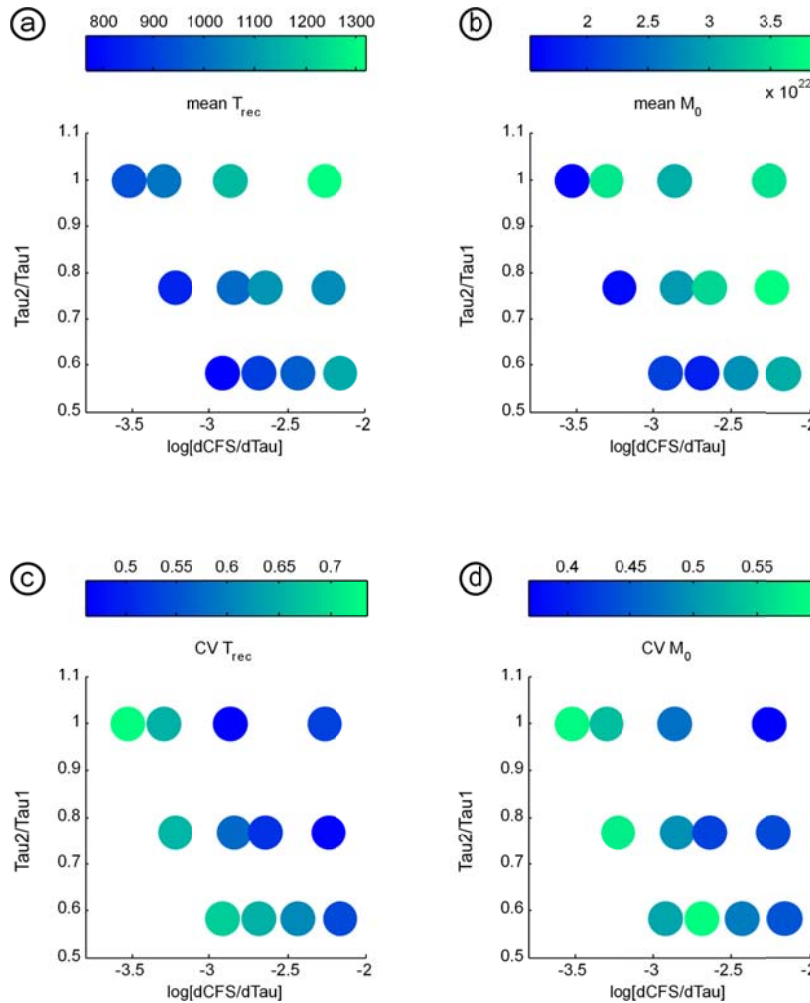 a
800 900 1000 1100 1200 1300
mean T_rec
1.1
1
0.9
0.8
0.7
0.6
0.5
Tau2/Tau1
-3.5 -3 -2.5 -2
log[dCFS/dTau]
b
2 2.5 3 3.5
x 10^22
mean M_0
1.1
1
0.9
0.8
0.7
0.6
0.5
Tau2/Tau1
-3.5 -3 -2.5 -2
log[dCFS/dTau]
c
0.5 0.55 0.6 0.65 0.7
CV T_rec
1.1
1
0.9
0.8
0.7
0.6
0.5
Tau2/Tau1
-3.5 -3 -2.5 -2
log[dCFS/dTau]
d
0.4 0.45 0.5 0.55
CV M_0
1.1
1
0.9
0.8
0.7
0.6
0.5
Tau2/Tau1
-3.5 -3 -2.5 -2
log[dCFS/dTau]